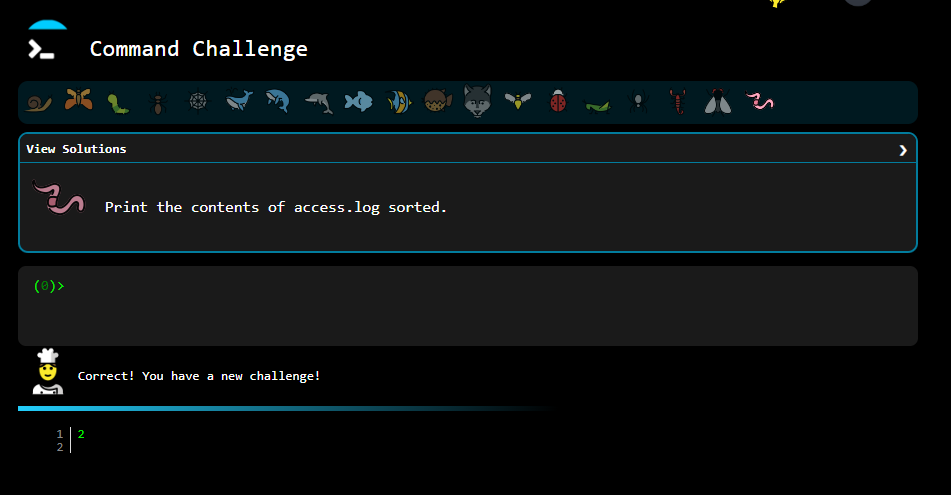 >_ Command Challenge
View Solutions ❯
Print the contents of access.log sorted.
(0)>
Correct! You have a new challenge!
1 2
2